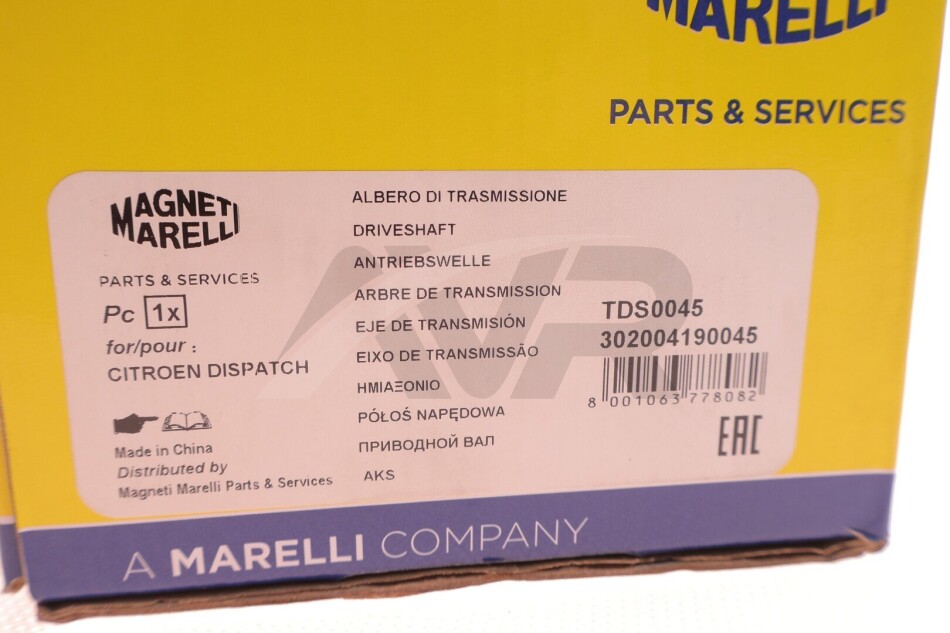 MARELLI
PARTS & SERVICES
MAGNETI
MARELLI
PARTS & SERVICES
Pc 1x
for/pour :
CITROEN DISPATCH
Made in China
Distributed by
Magneti Marelli Parts & Services
ALBERO DI TRASMISSIONE
DRIVESHAFT
ANTRIEBSWELLE
ARBRE DE TRANSMISSION
EJE DE TRANSMISIÓN
EIXO DE TRANSMISSÃO
ΗΜΙΑΞΟΝΙΟ
PÓŁOŚ NAPĘDOWA
ПРИВОДНОЙ ВАЛ
AKS
AVR
TDS0045
302004190045
8 001063 778082
EAC
A MARELLI COMPANY